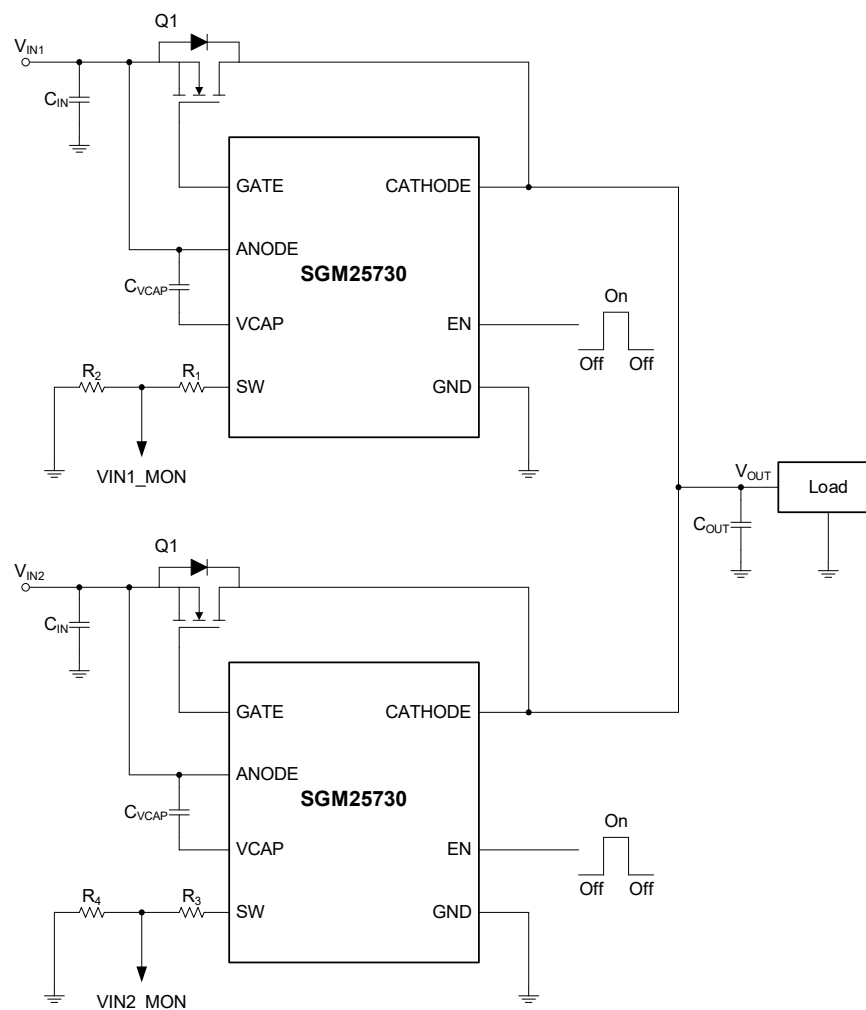 Q1
VIN1
CIN
GATE
CATHODE
ANODE
SGM25730
CVCAP
VCAP
EN
On
Off
Off
R2
R1
SW
GND
VIN1_MON
VOUT
Load
COUT
Q1
VIN2
CIN
GATE
CATHODE
ANODE
SGM25730
CVCAP
VCAP
EN
On
Off
Off
R4
R3
SW
GND
VIN2_MON